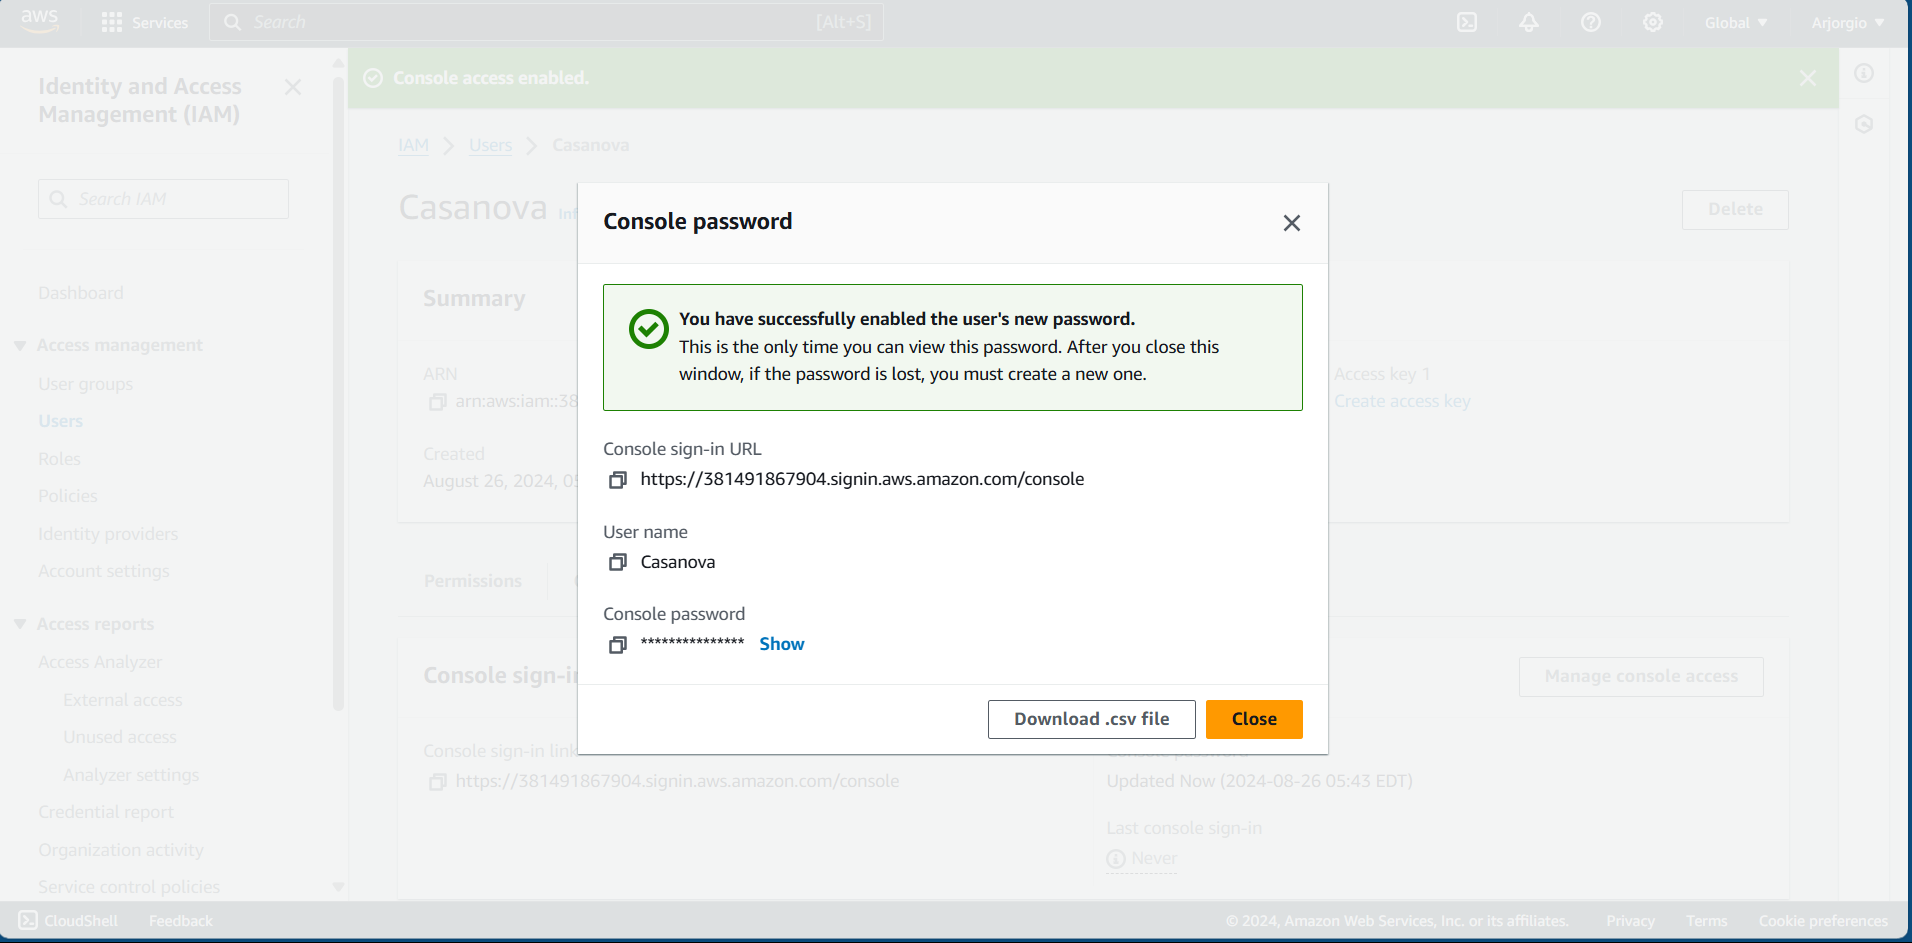 aws
Services
Search
[Alt+S]
Global
Arjorgio
Identity and Access
Management (IAM)
Search IAM
Dashboard
Access management
User groups
Users
Roles
Policies
Identity providers
Account settings
Access reports
Access Analyzer
External access
Unused access
Analyzer settings
Credential report
Organization activity
Service control policies
Console access enabled.
IAM
Users
Casanova
Casanova
Delete
Summary
ARN
arn:aws:iam::38
Created
August 26, 2024,
Access key 1
Create access key
Permissions
Console sign-in
Manage console access
Console sign-in link
https://381491867904.signin.aws.amazon.com/console
Updated Now (2024-08-26 05:43 EDT)
Last console sign-in
Never
Console password
You have successfully enabled the user's new password.
This is the only time you can view this password. After you close this
window, if the password is lost, you must create a new one.
Console sign-in URL
https://381491867904.signin.aws.amazon.com/console
User name
Casanova
Console password
*************** Show
Download .csv file
Close
CloudShell
Feedback
© 2024, Amazon Web Services, Inc. or its affiliates.
Privacy
Terms
Cookie preferences